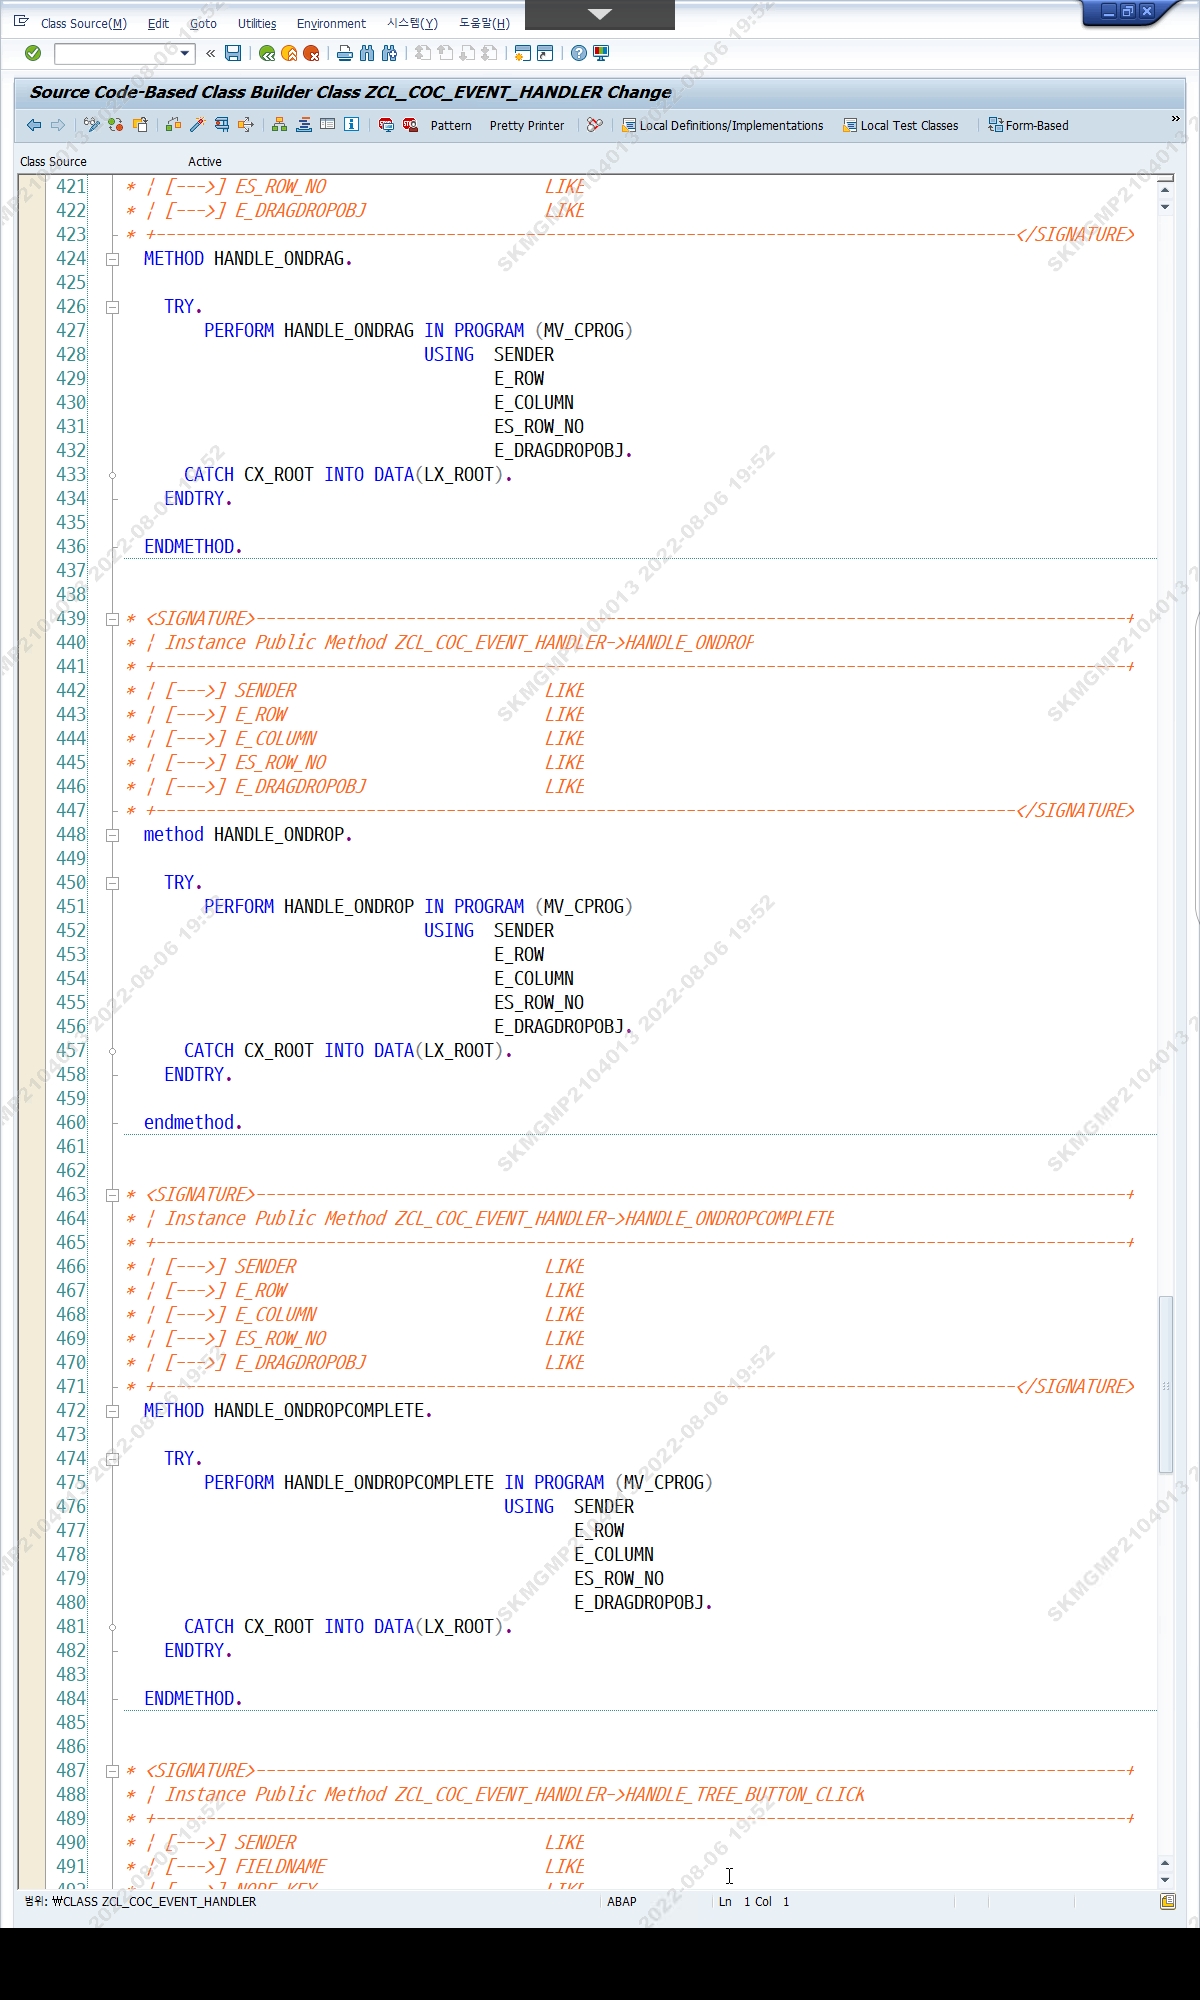 Class Source(M) Edit Goto Utilities Environment 시스템(Y) 도움말(H)
Source Code-Based Class Builder Class ZCL_COC_EVENT_HANDLER Change
Pattern Pretty Printer Local Definitions/Implementations Local Test Classes Form-Based »
Class Source Active
421 * ¦ [--->] ES_ROW_NO LIKE
422 * ¦ [--->] E_DRAGDROPOBJ LIKE
423 * +--------------------------------------------------------------------------------------</SIGNATURE>
424 METHOD HANDLE_ONDRAG.
425
426 TRY.
427 PERFORM HANDLE_ONDRAG IN PROGRAM (MV_CPROG)
428 USING SENDER
429 E_ROW
430 E_COLUMN
431 ES_ROW_NO
432 E_DRAGDROPOBJ.
433 CATCH CX_ROOT INTO DATA(LX_ROOT).
434 ENDTRY.
435
436 ENDMETHOD.
437
438
439 * <SIGNATURE>---------------------------------------------------------------------------------------+
440 * ¦ Instance Public Method ZCL_COC_EVENT_HANDLER->HANDLE_ONDROP
441 * +-------------------------------------------------------------------------------------------------+
442 * ¦ [--->] SENDER LIKE
443 * ¦ [--->] E_ROW LIKE
444 * ¦ [--->] E_COLUMN LIKE
445 * ¦ [--->] ES_ROW_NO LIKE
446 * ¦ [--->] E_DRAGDROPOBJ LIKE
447 * +--------------------------------------------------------------------------------------</SIGNATURE>
448 method HANDLE_ONDROP.
449
450 TRY.
451 PERFORM HANDLE_ONDROP IN PROGRAM (MV_CPROG)
452 USING SENDER
453 E_ROW
454 E_COLUMN
455 ES_ROW_NO
456 E_DRAGDROPOBJ.
457 CATCH CX_ROOT INTO DATA(LX_ROOT).
458 ENDTRY.
459
460 endmethod.
461
462
463 * <SIGNATURE>---------------------------------------------------------------------------------------+
464 * ¦ Instance Public Method ZCL_COC_EVENT_HANDLER->HANDLE_ONDROPCOMPLETE
465 * +-------------------------------------------------------------------------------------------------+
466 * ¦ [--->] SENDER LIKE
467 * ¦ [--->] E_ROW LIKE
468 * ¦ [--->] E_COLUMN LIKE
469 * ¦ [--->] ES_ROW_NO LIKE
470 * ¦ [--->] E_DRAGDROPOBJ LIKE
471 * +--------------------------------------------------------------------------------------</SIGNATURE>
472 METHOD HANDLE_ONDROPCOMPLETE.
473
474 TRY.
475 PERFORM HANDLE_ONDROPCOMPLETE IN PROGRAM (MV_CPROG)
476 USING SENDER
477 E_ROW
478 E_COLUMN
479 ES_ROW_NO
480 E_DRAGDROPOBJ.
481 CATCH CX_ROOT INTO DATA(LX_ROOT).
482 ENDTRY.
483
484 ENDMETHOD.
485
486
487 * <SIGNATURE>---------------------------------------------------------------------------------------+
488 * ¦ Instance Public Method ZCL_COC_EVENT_HANDLER->HANDLE_TREE_BUTTON_CLICK
489 * +-------------------------------------------------------------------------------------------------+
490 * ¦ [--->] SENDER LIKE
491 * ¦ [--->] FIELDNAME LIKE
492 * ¦ [--->] NODE_KEY LIKE
범위: ₩CLASS ZCL_COC_EVENT_HANDLER ABAP Ln 1 Col 1
SKMGMP2104013 2022-08-06 19:52